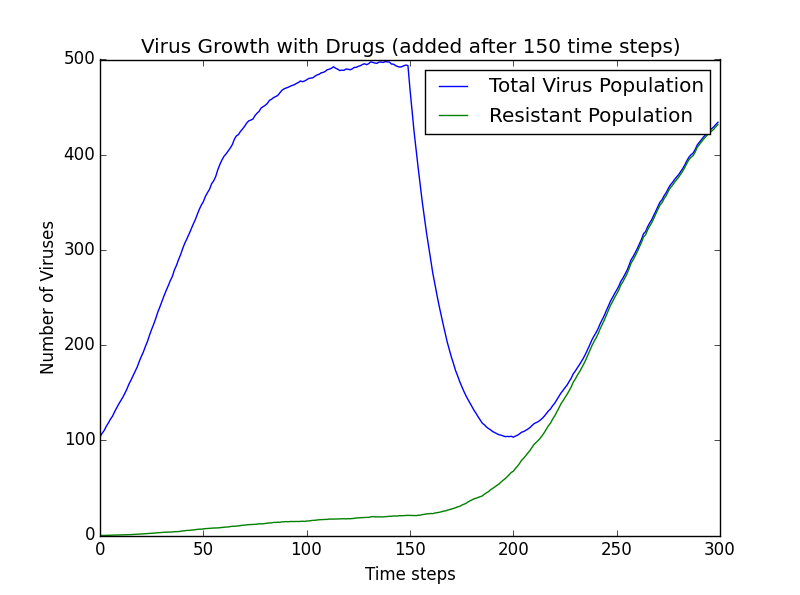 Virus Growth with Drugs (added after 150 time steps)
Total Virus Population
Resistant Population
Number of Viruses
500
400
300
200
100
0
0 50 100 150 200 250 300
Time steps